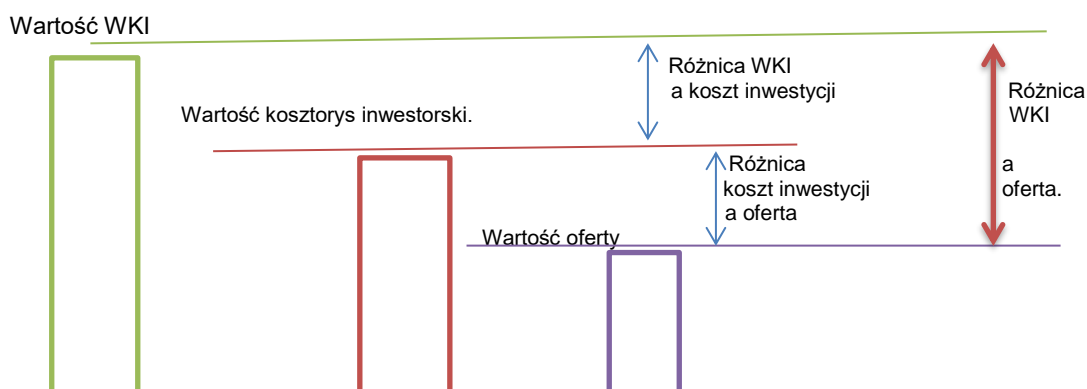 Wartość WKI
Różnica WKI
a koszt inwestycji
Różnica
WKI
a
oferta.
Wartość kosztorys inwestorski.
Różnica
koszt inwestycji
a oferta
Wartość oferty